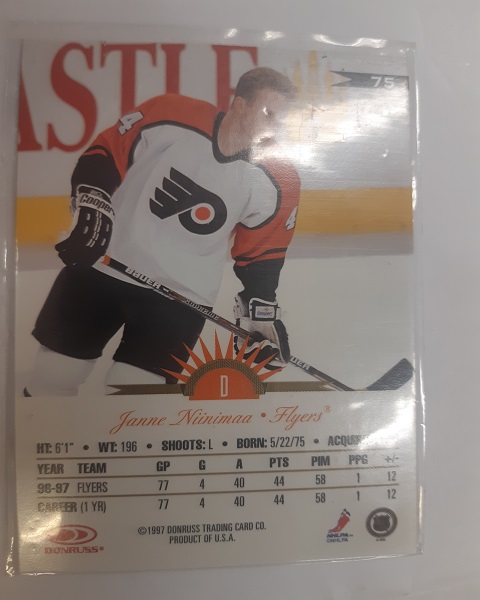 ASTLE
75
4
4
Cooper
BAUER
D
Janne Niinimaa • Flyers®
HT: 6'1" • WT: 196 • SHOOTS: L • BORN: 5/22/75 •
YEAR TEAM GP G A PTS PIM PPG +/-
96-97 FLYERS 77 4 40 44 58 1 12
CAREER (1 YR) 77 4 40 44 58 1 12
DONRUSS®
©1997 DONRUSS TRADING CARD CO.
PRODUCT OF U.S.A.
NHLPA